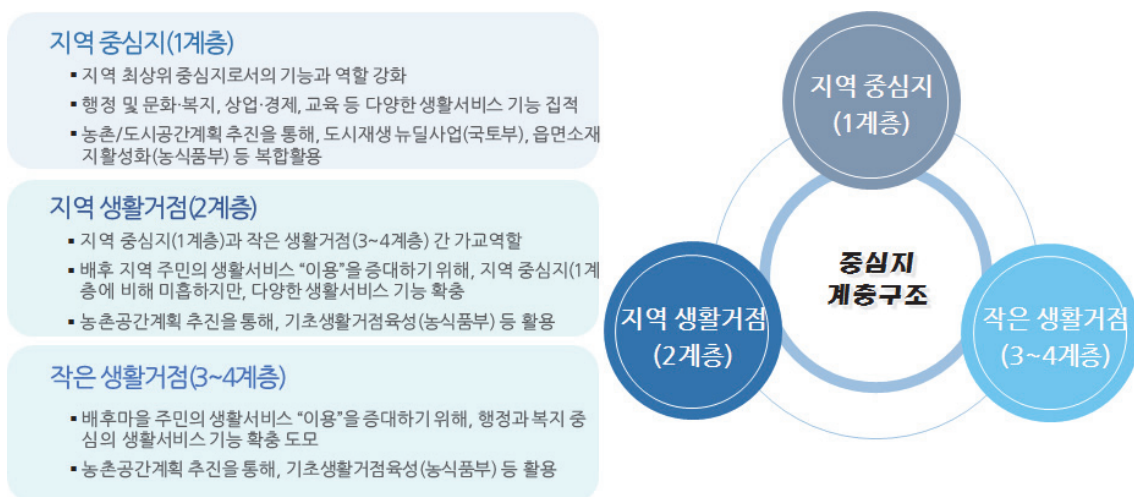 지역 중심지(1계층)
▪ 지역 최상위 중심지로서의 기능과 역할 강화
▪ 행정 및 문화·복지, 상업·경제, 교육 등 다양한 생활서비스 기능 집적
▪ 농촌/도시공간계획 추진을 통해, 도시재생 뉴딜사업(국토부), 읍면소재
지활성화(농식품부) 등 복합활용
지역 생활거점(2계층)
▪ 지역 중심지(1계층)과 작은 생활거점(3~4계층) 간 가교역할
▪ 배후 지역 주민의 생활서비스 “이용”을 증대하기 위해, 지역 중심지(1계
층에 비해 미흡하지만, 다양한 생활서비스 기능 확충
▪ 농촌공간계획 추진을 통해, 기초생활거점육성(농식품부) 등 활용
작은 생활거점(3~4계층)
▪ 배후마을 주민의 생활서비스 “이용”을 증대하기 위해, 행정과 복지 중
심의 생활서비스 기능 확충 도모
▪ 농촌공간계획 추진을 통해, 기초생활거점육성(농식품부) 등 활용
지역 중심지
(1계층)
중심지
계층구조
지역 생활거점
(2계층)
작은 생활거점
(3~4계층)